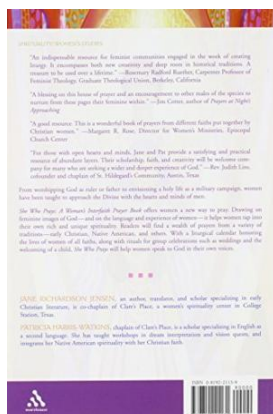 SPIRITUALITY/WOMEN'S STUDIES
"An indispensable resource for feminist communities engaged in the work of creating
liturgy. It encompasses both new creativity and deep roots in historical traditions. A
treasure to be used over a lifetime." —Rosemary Radford Ruether, Carpenter Professor of
Feminist Theology, Graduate Theological Union, Berkeley, California
"A blessing on this house of prayer and an encouragement to other males of the species to
nurture from these pages their feminine within." —Jim Cotter, author of Prayer at Night's
Approaching
"A good resource. This is a wonderful book of prayers from different faiths put together by
Christian women." —Margaret R. Rose, Director for Women's Ministries, Episcopal
Church Center
"For those with open hearts and minds, Jane and Pat provide a satisfying and practical
resource of abundant layers. Their scholarship, faith, and creativity will be welcome com-
pany for many who are seeking a wider and deeper experience of God." —Rev. Judith Liro,
cofounder and chaplain of St. Hildegard's Community, Austin, Texas
From worshipping God as ruler or father to envisioning a holy life as a military campaign, women
have been taught to approach the Divine with the hearts and minds of men.
She Who Prays: A Woman's Interfaith Prayer Book offers women a new way to pray. Drawing on
feminine images of God — and on the language and experience of women — it helps women tap into
their own rich and unique spirituality. Readers will find a wealth of prayers from a variety of
traditions—early Christian, Native American, and others. With a liturgical calendar honoring
the lives of women of all faiths, along with rituals for group celebrations such as weddings and the
welcoming of a child, She Who Prays will help women speak to God in their own voices.
JANE RICHARDSON JENSEN, an author, translator, and scholar specializing in early
Christian literature, is co-chaplain of Clare's Place, a women's spirituality center in College
Station, Texas.
PATRICIA HARRIS-WATKINS, chaplain of Clare's Place, is a scholar specializing in English as
a second language. She has taught workshops in dream interpretation and vision quests, and
integrates her Native American spirituality with her Christian faith.
ISBN 0-8192-2113-4